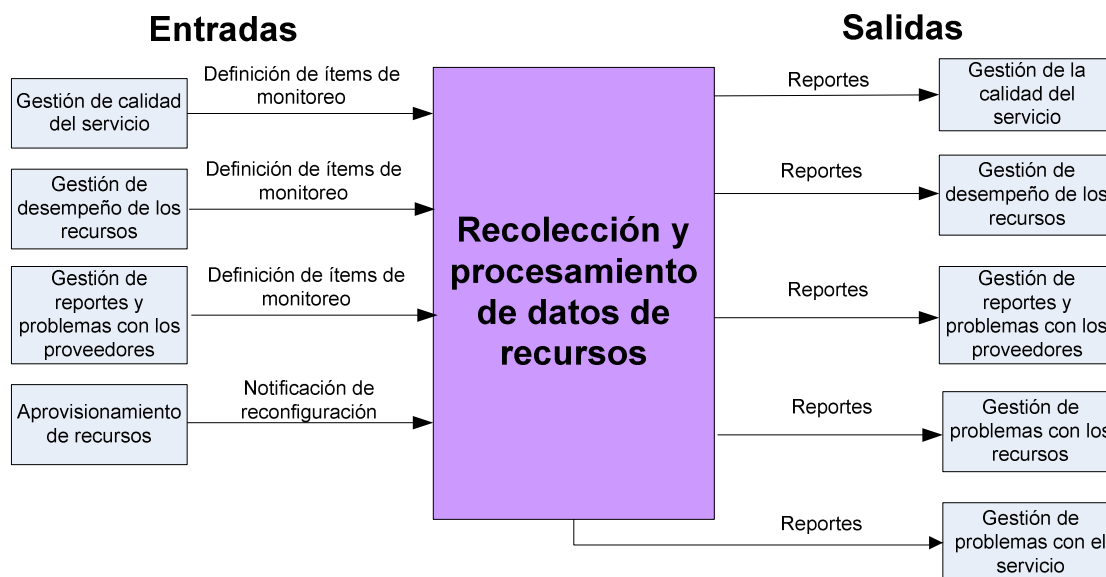 Entradas
Salidas
Definición de ítems de
monitoreo
Gestión de calidad
del servicio
Definición de ítems de
monitoreo
Gestión de
desempeño de los
recursos
Definición de ítems de
monitoreo
Gestión de
reportes y
problemas con los
proveedores
Notificación de
reconfiguración
Aprovisionamiento
de recursos
Recolección y
procesamiento
de datos de
recursos
Reportes
Gestión de la
calidad del
servicio
Reportes
Gestión de
desempeño de los
recursos
Reportes
Gestión de
reportes y
problemas con los
proveedores
Reportes
Gestión de
problemas con los
recursos
Reportes
Gestión de
problemas con el
servicio